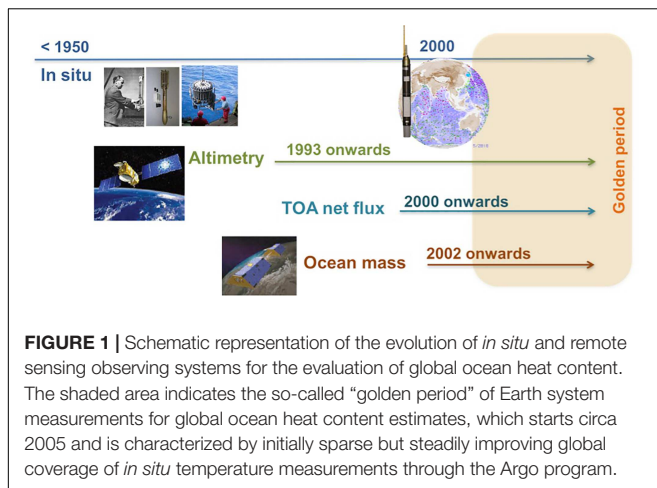 < 1950
2000
In situ
Altimetry
1993 onwards
TOA net flux
2000 onwards
Ocean mass
2002 onwards
Golden period
FIGURE 1 | Schematic representation of the evolution of in situ and remote
sensing observing systems for the evaluation of global ocean heat content.
The shaded area indicates the so-called “golden period” of Earth system
measurements for global ocean heat content estimates, which starts circa
2005 and is characterized by initially sparse but steadily improving global
coverage of in situ temperature measurements through the Argo program.